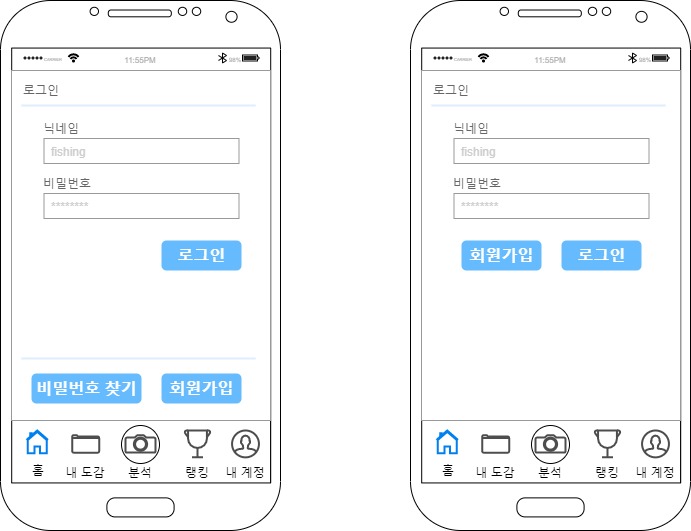 11:55PM 98%
로그인
닉네임
fishing
비밀번호
********
로그인
비밀번호 찾기 회원가입
홈 내 도감 분석 랭킹 내 계정
11:55PM 98%
로그인
닉네임
fishing
비밀번호
********
회원가입 로그인
홈 내 도감 분석 랭킹 내 계정